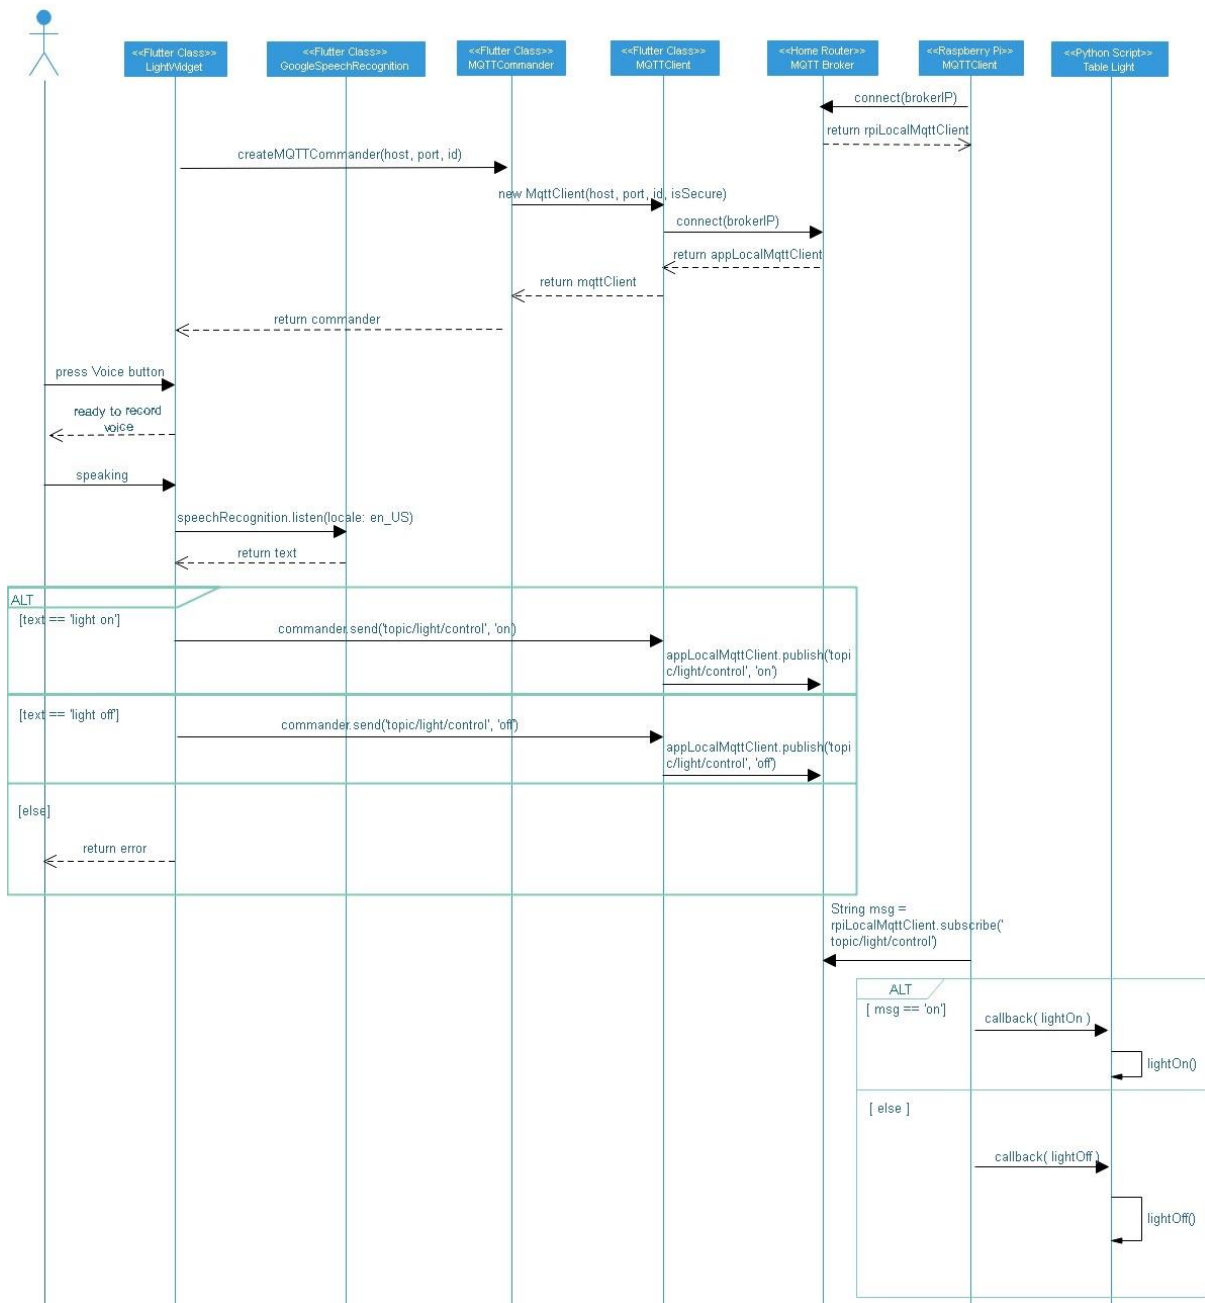 <<Flutter Class>>
LightWidget
<<Flutter Class>>
GoogleSpeechRecognition
<<Flutter Class>>
MQTTCommander
<<Flutter Class>>
MQTTClient
<<Home Router>>
MQTT Broker
<<Raspberry Pi>>
MQTTClient
<<Python Script>>
Table Light
connect(brokerIP)
return rpiLocalMqttClient
createMQTTCommander(host, port, id)
new MqttClient(host, port, id, isSecure)
connect(brokerIP)
return appLocalMqttClient
return mqttClient
return commander
press Voice button
ready to record
voice
speaking
speechRecognition.listen(locale: en_US)
return text
ALT
[text == 'light on']
commander.send('topic/light/control', 'on')
appLocalMqttClient.publish('topi
c/light/control', 'on')
[text == 'light off']
commander.send('topic/light/control', 'off')
appLocalMqttClient.publish('topi
c/light/control', 'off')
[else]
return error
String msg =
rpiLocalMqttClient.subscribe('
topic/light/control')
ALT
[ msg == 'on']
callback( lightOn )
lightOn()
[ else ]
callback( lightOff )
lightOff()